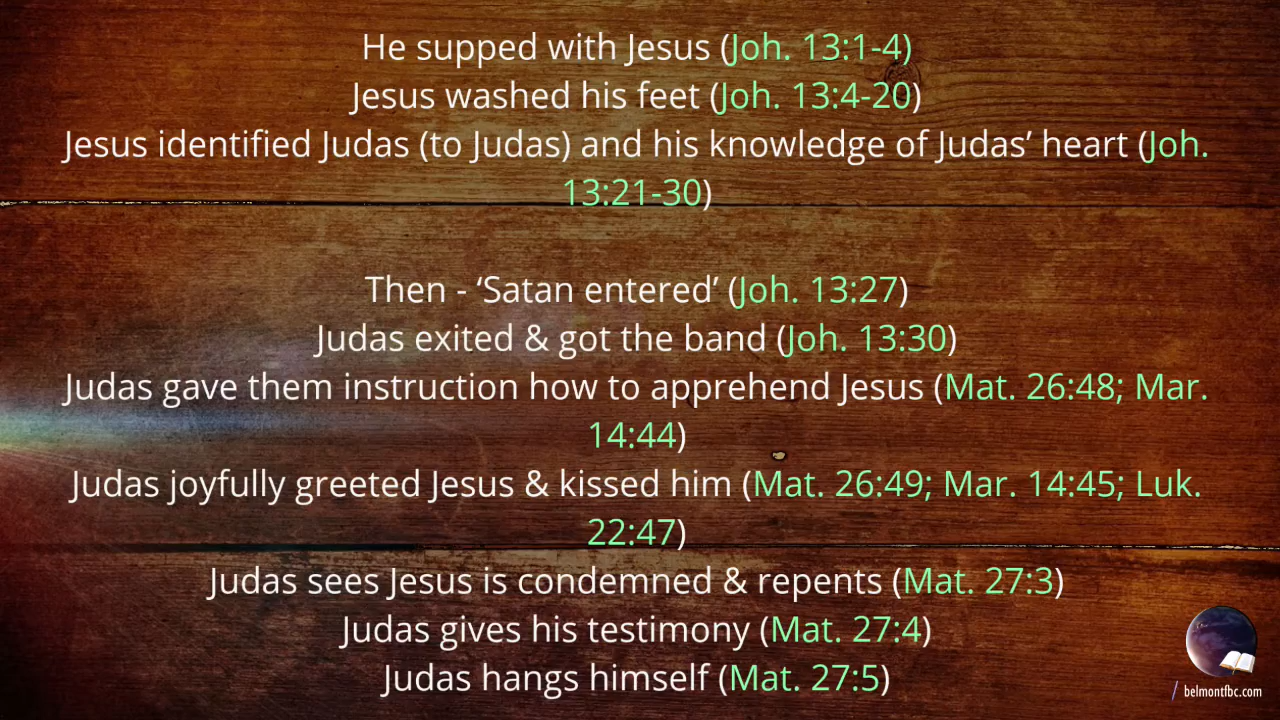 He supped with Jesus (Joh. 13:1-4)
Jesus washed his feet (Joh. 13:4-20)
Jesus identified Judas (to Judas) and his knowledge of Judas’ heart (Joh.
13:21-30)
Then - ‘Satan entered’ (Joh. 13:27)
Judas exited & got the band (Joh. 13:30)
Judas gave them instruction how to apprehend Jesus (Mat. 26:48; Mar.
14:44)
Judas joyfully greeted Jesus & kissed him (Mat. 26:49; Mar. 14:45; Luk.
22:47)
Judas sees Jesus is condemned & repents (Mat. 27:3)
Judas gives his testimony (Mat. 27:4)
Judas hangs himself (Mat. 27:5)
/ belmontfbc.com